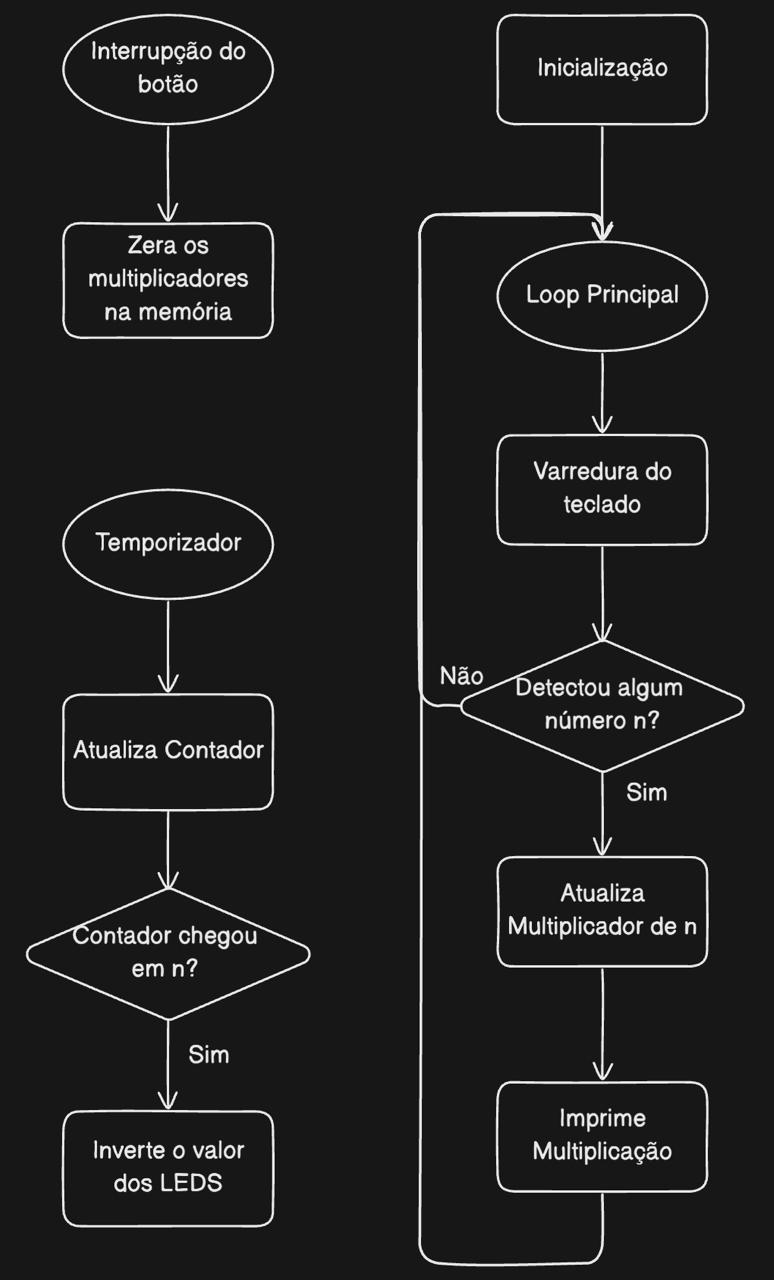 Interrupção do
botão
Zera os
multiplicadores
na memória
Temporizador
Atualiza Contador
Contador chegou
em n?
Sim
Inverte o valor
dos LEDS
Inicialização
Loop Principal
Varredura do
teclado
Não
Detectou algum
número n?
Sim
Atualiza
Multiplicador de n
Imprime
Multiplicação